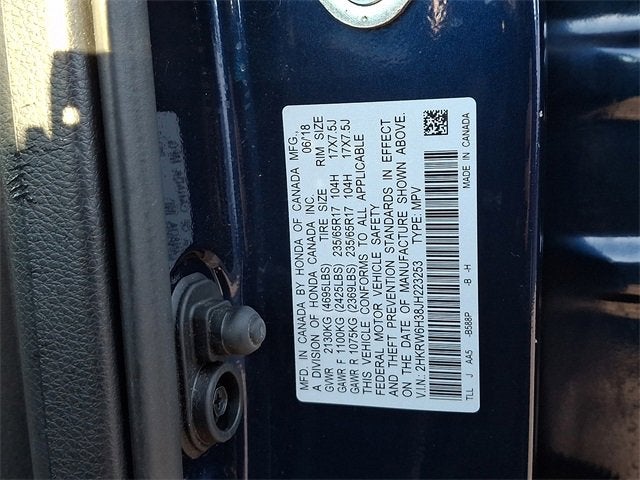 MFD. IN CANADA BY HONDA OF CANADA MFG.,
A DIVISION OF HONDA CANADA INC. 06/18
GVWR 2130KG (4695LBS) TIRE SIZE RIM SIZE
GAWR F 1100KG (2425LBS) 235/65R17 104H 17X7.5J
GAWR R 1075KG (2369LBS) 235/65R17 104H 17X7.5J
THIS VEHICLE CONFORMS TO ALL APPLICABLE
FEDERAL MOTOR VEHICLE SAFETY
AND THEFT PREVENTION STANDARDS IN EFFECT
ON THE DATE OF MANUFACTURE SHOWN ABOVE.
V.I.N.: 2HKRW6H38JH223253 TYPE: MPV
TLL J AA5 -B588P -B -H MADE IN CANADA